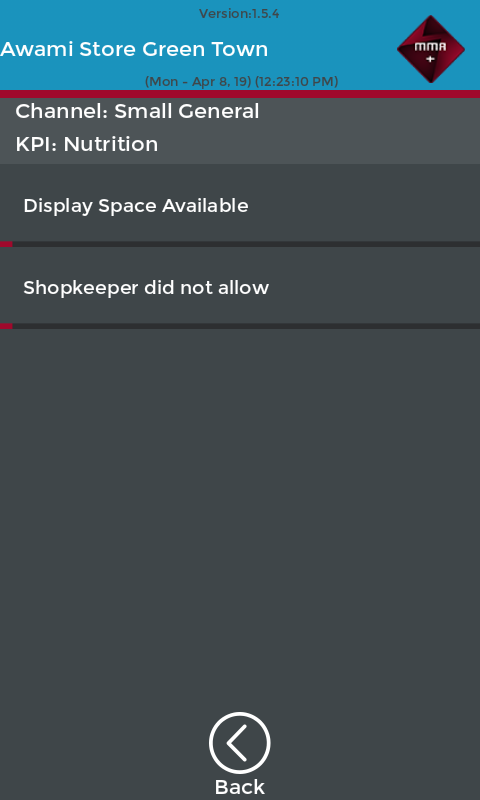 Version:1.5.4
Awami Store Green Town
MMA
+
(Mon - Apr 8, 19) (12:23:10 PM)
Channel: Small General
KPI: Nutrition
Display Space Available
Shopkeeper did not allow
Back